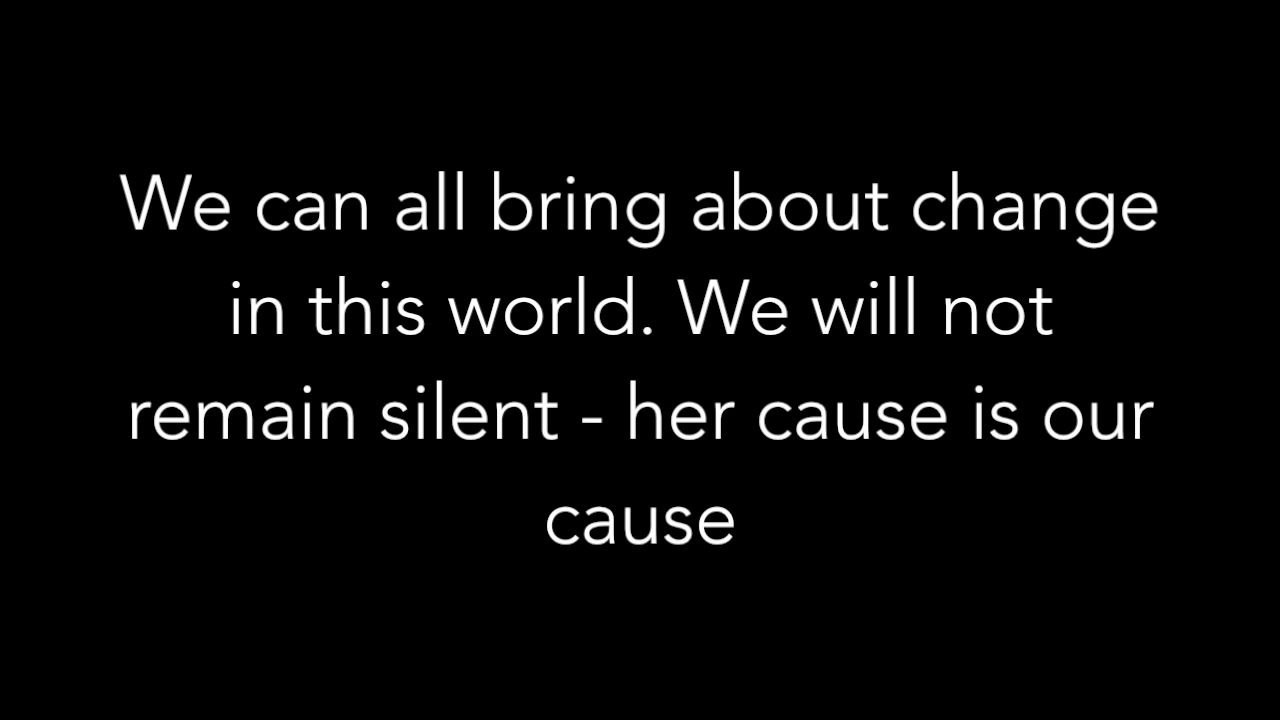 We can all bring about change
in this world. We will not
remain silent - her cause is our
cause